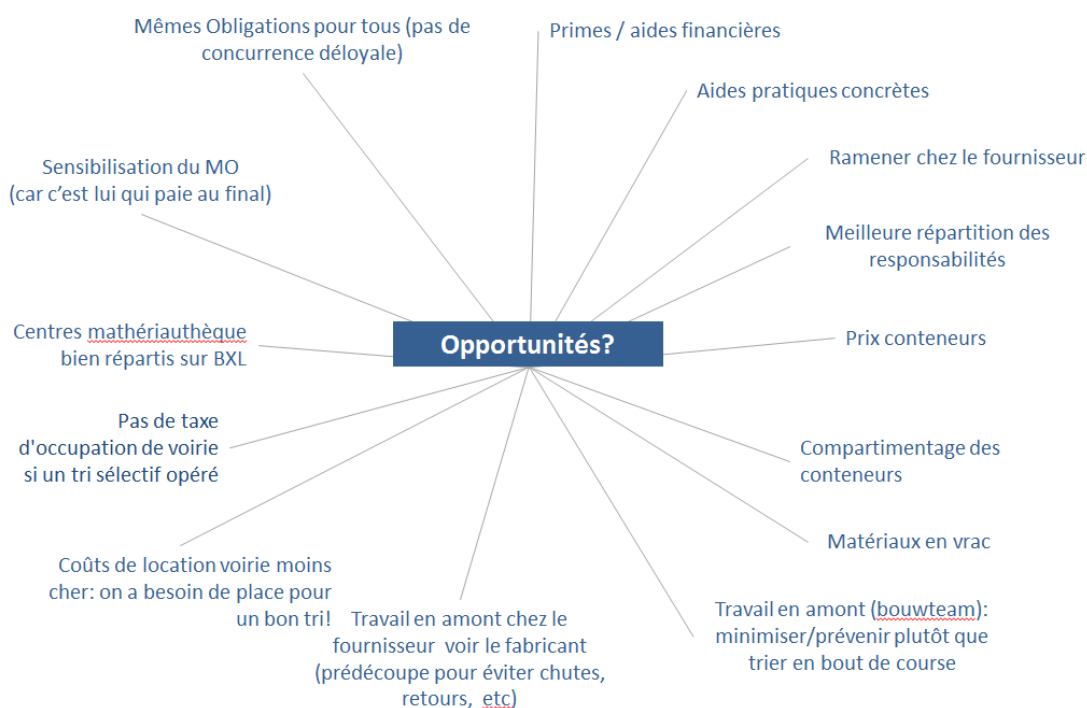 Mêmes Obligations pour tous (pas de
concurrence déloyale)
Primes / aides financières
Aides pratiques concrètes
Sensibilisation du MO
(car c'est lui qui paie au final)
Ramener chez le fournisseur
Meilleure répartition des
responsabilités
Centres mathériauthèque
bien répartis sur BXL
Opportunités?
Prix conteneurs
Pas de taxe
d'occupation de voirie
si un tri sélectif opéré
Compartimentage des
conteneurs
Matériaux en vrac
Coûts de location voirie moins
cher: on a besoin de place pour
un bon tri!
Travail en amont chez le
fournisseur voir le fabricant
(prédécoupe pour éviter chutes,
retours, etc)
Travail en amont (bouwteam):
minimiser/prévenir plutôt que
trier en bout de course